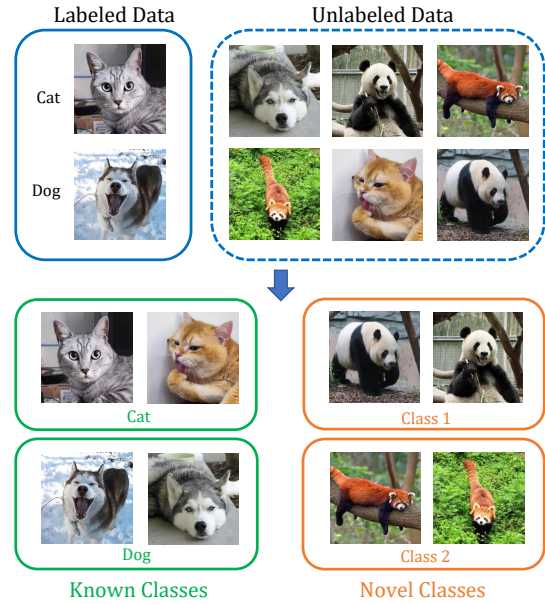 Labeled Data
Unlabeled Data
Cat
Dog
Cat
Class 1
Dog
Class 2
Known Classes
Novel Classes